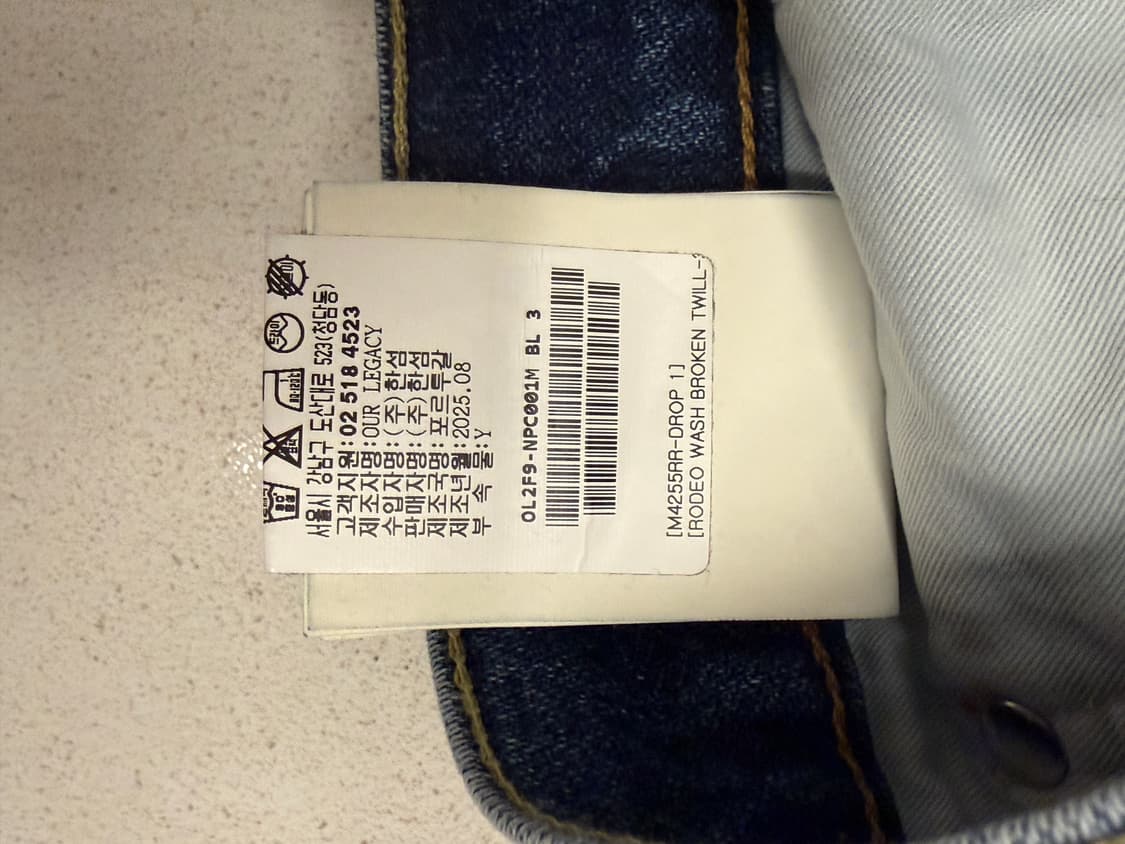 서울시 강남구 도산대로 523(청담동)
고객지원:02 518 4523
제조자명:OUR LEGACY
수입자명:(주)한섬
판매자명:(주)한섬
제조국명:포르투갈
제조년월:2025.08
부 속 물:Y
OL2F9-NPC001M BL 3
[M4255RR-DROP 1]
[RODEO WASH BROKEN TWILL-